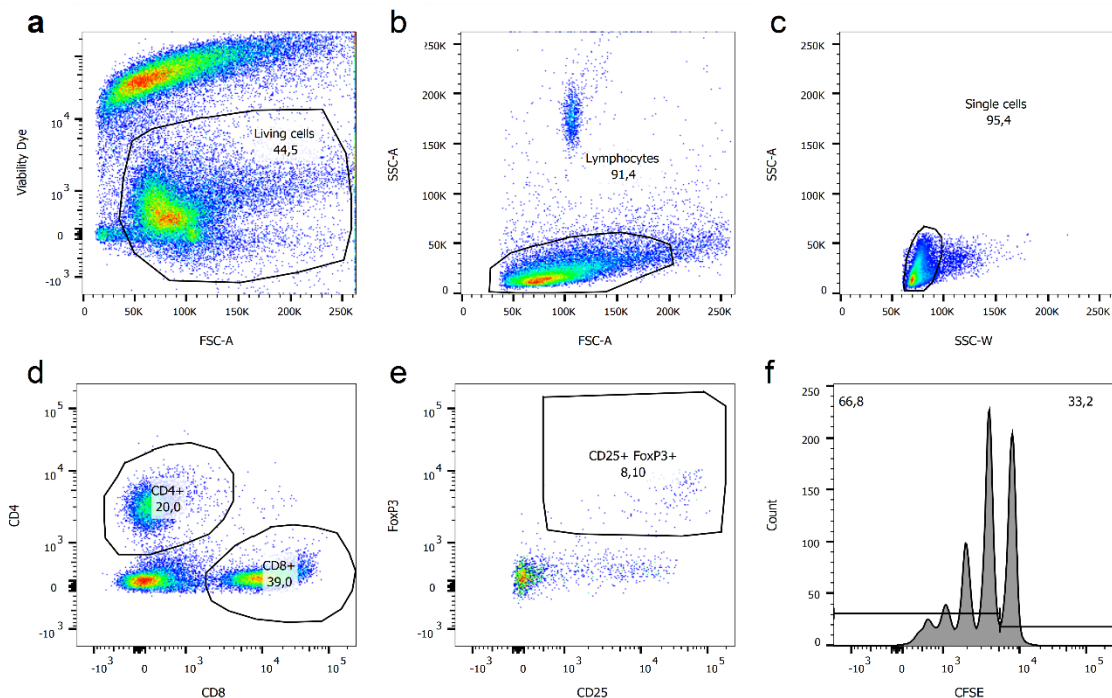 a
Viability Dye
10^4
10^3
0
-10^3
Living cells
44,5
0
50K
100K
150K
200K
250K
FSC-A
b
SSC-A
250K
200K
150K
100K
50K
0
Lymphocytes
91,4
0
50K
100K
150K
200K
250K
FSC-A
c
SSC-A
250K
200K
150K
100K
50K
0
Single cells
95,4
0
50K
100K
150K
200K
250K
SSC-W
d
CD4
10^5
10^4
10^3
0
-10^3
CD4+
20,0
CD8+
39,0
-10^3
0
10^3
10^4
10^5
CD8
e
FoxP3
10^5
10^4
10^3
0
-10^3
CD25+ FoxP3+
8,10
-10^3
0
10^3
10^4
10^5
CD25
f
Count
250
200
150
100
50
0
66,8
33,2
-10^3
0
10^3
10^4
10^5
CFSE